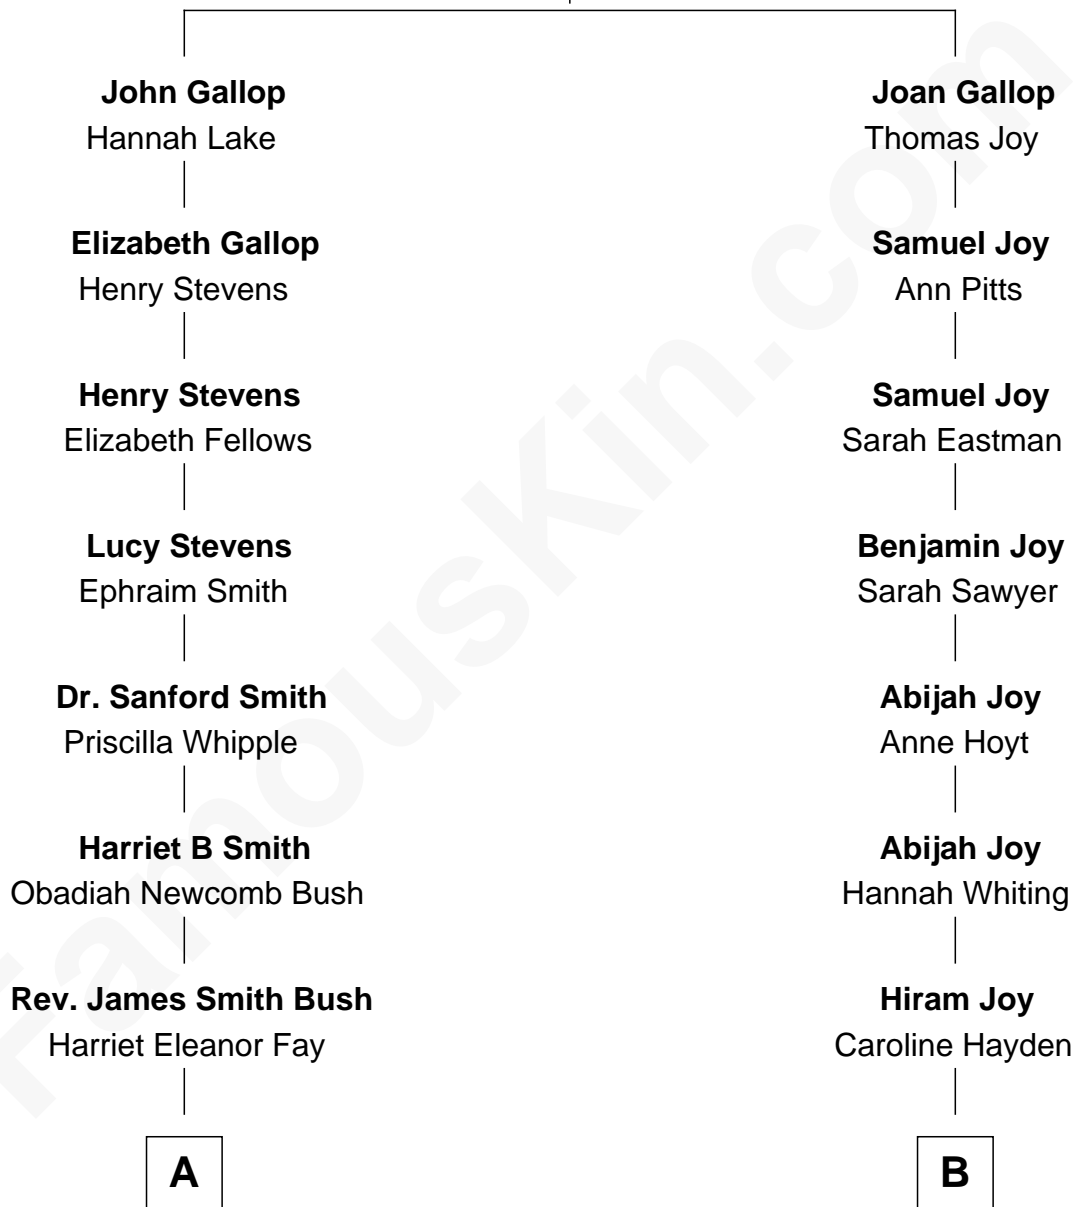 John Gallop
Hannah Lake
Elizabeth Gallop
Henry Stevens
Henry Stevens
Elizabeth Fellows
Lucy Stevens
Ephraim Smith
Dr. Sanford Smith
Priscilla Whipple
Harriet B Smith
Obadiah Newcomb Bush
Rev. James Smith Bush
Harriet Eleanor Fay
A
Joan Gallop
Thomas Joy
Samuel Joy
Ann Pitts
Samuel Joy
Sarah Eastman
Benjamin Joy
Sarah Sawyer
Abijah Joy
Anne Hoyt
Abijah Joy
Hannah Whiting
Hiram Joy
Caroline Hayden
B
FamousKin.com